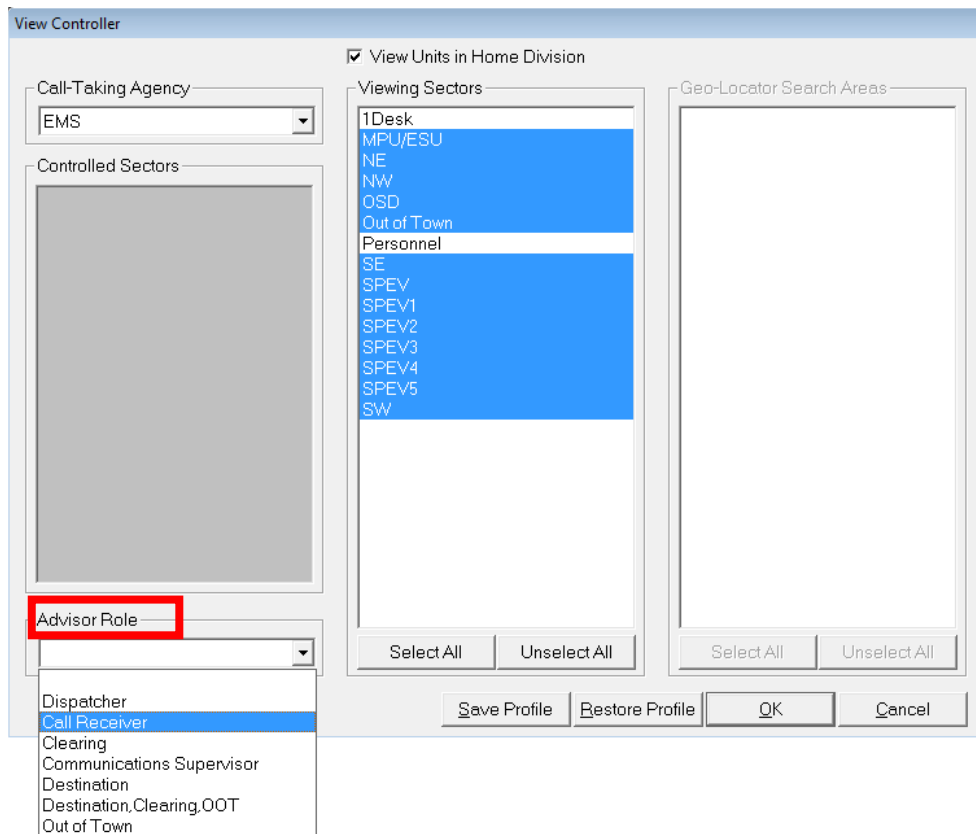 View Controller
View Units in Home Division
Call-Taking Agency
EMS
Controlled Sectors
Viewing Sectors
1Desk
MPU/ESU
NE
NW
OSD
Out of Town
Personnel
SE
SPEV
SPEV1
SPEV2
SPEV3
SPEV4
SPEV5
SW
Select All Unselect All
Geo-Locator Search Areas
Select All Unselect All
Advisor Role
Dispatcher
Call Receiver
Clearing
Communications Supervisor
Destination
Destination,Clearing,OOT
Out of Town
Save Profile Restore Profile OK Cancel